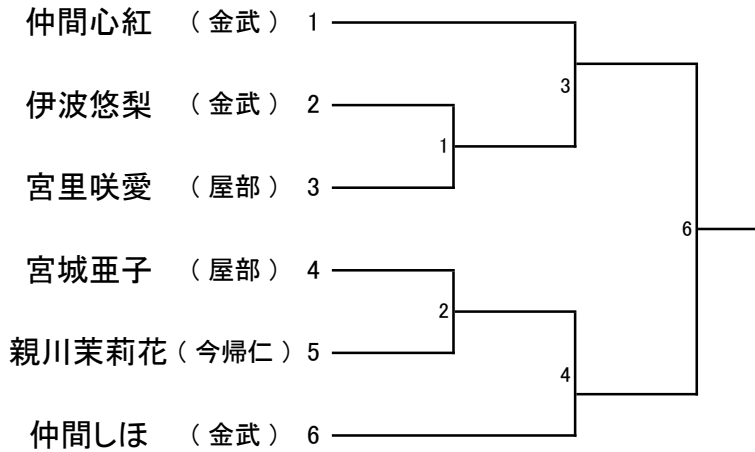 仲間心紅 （ 金武 ） 1
3
伊波悠梨 （ 金武 ） 2
1
宮里咲愛 （ 屋部 ） 3
6
宮城亜子 （ 屋部 ） 4
2
親川茉莉花 （ 今帰仁 ） 5
4
仲間しほ （ 金武 ） 6